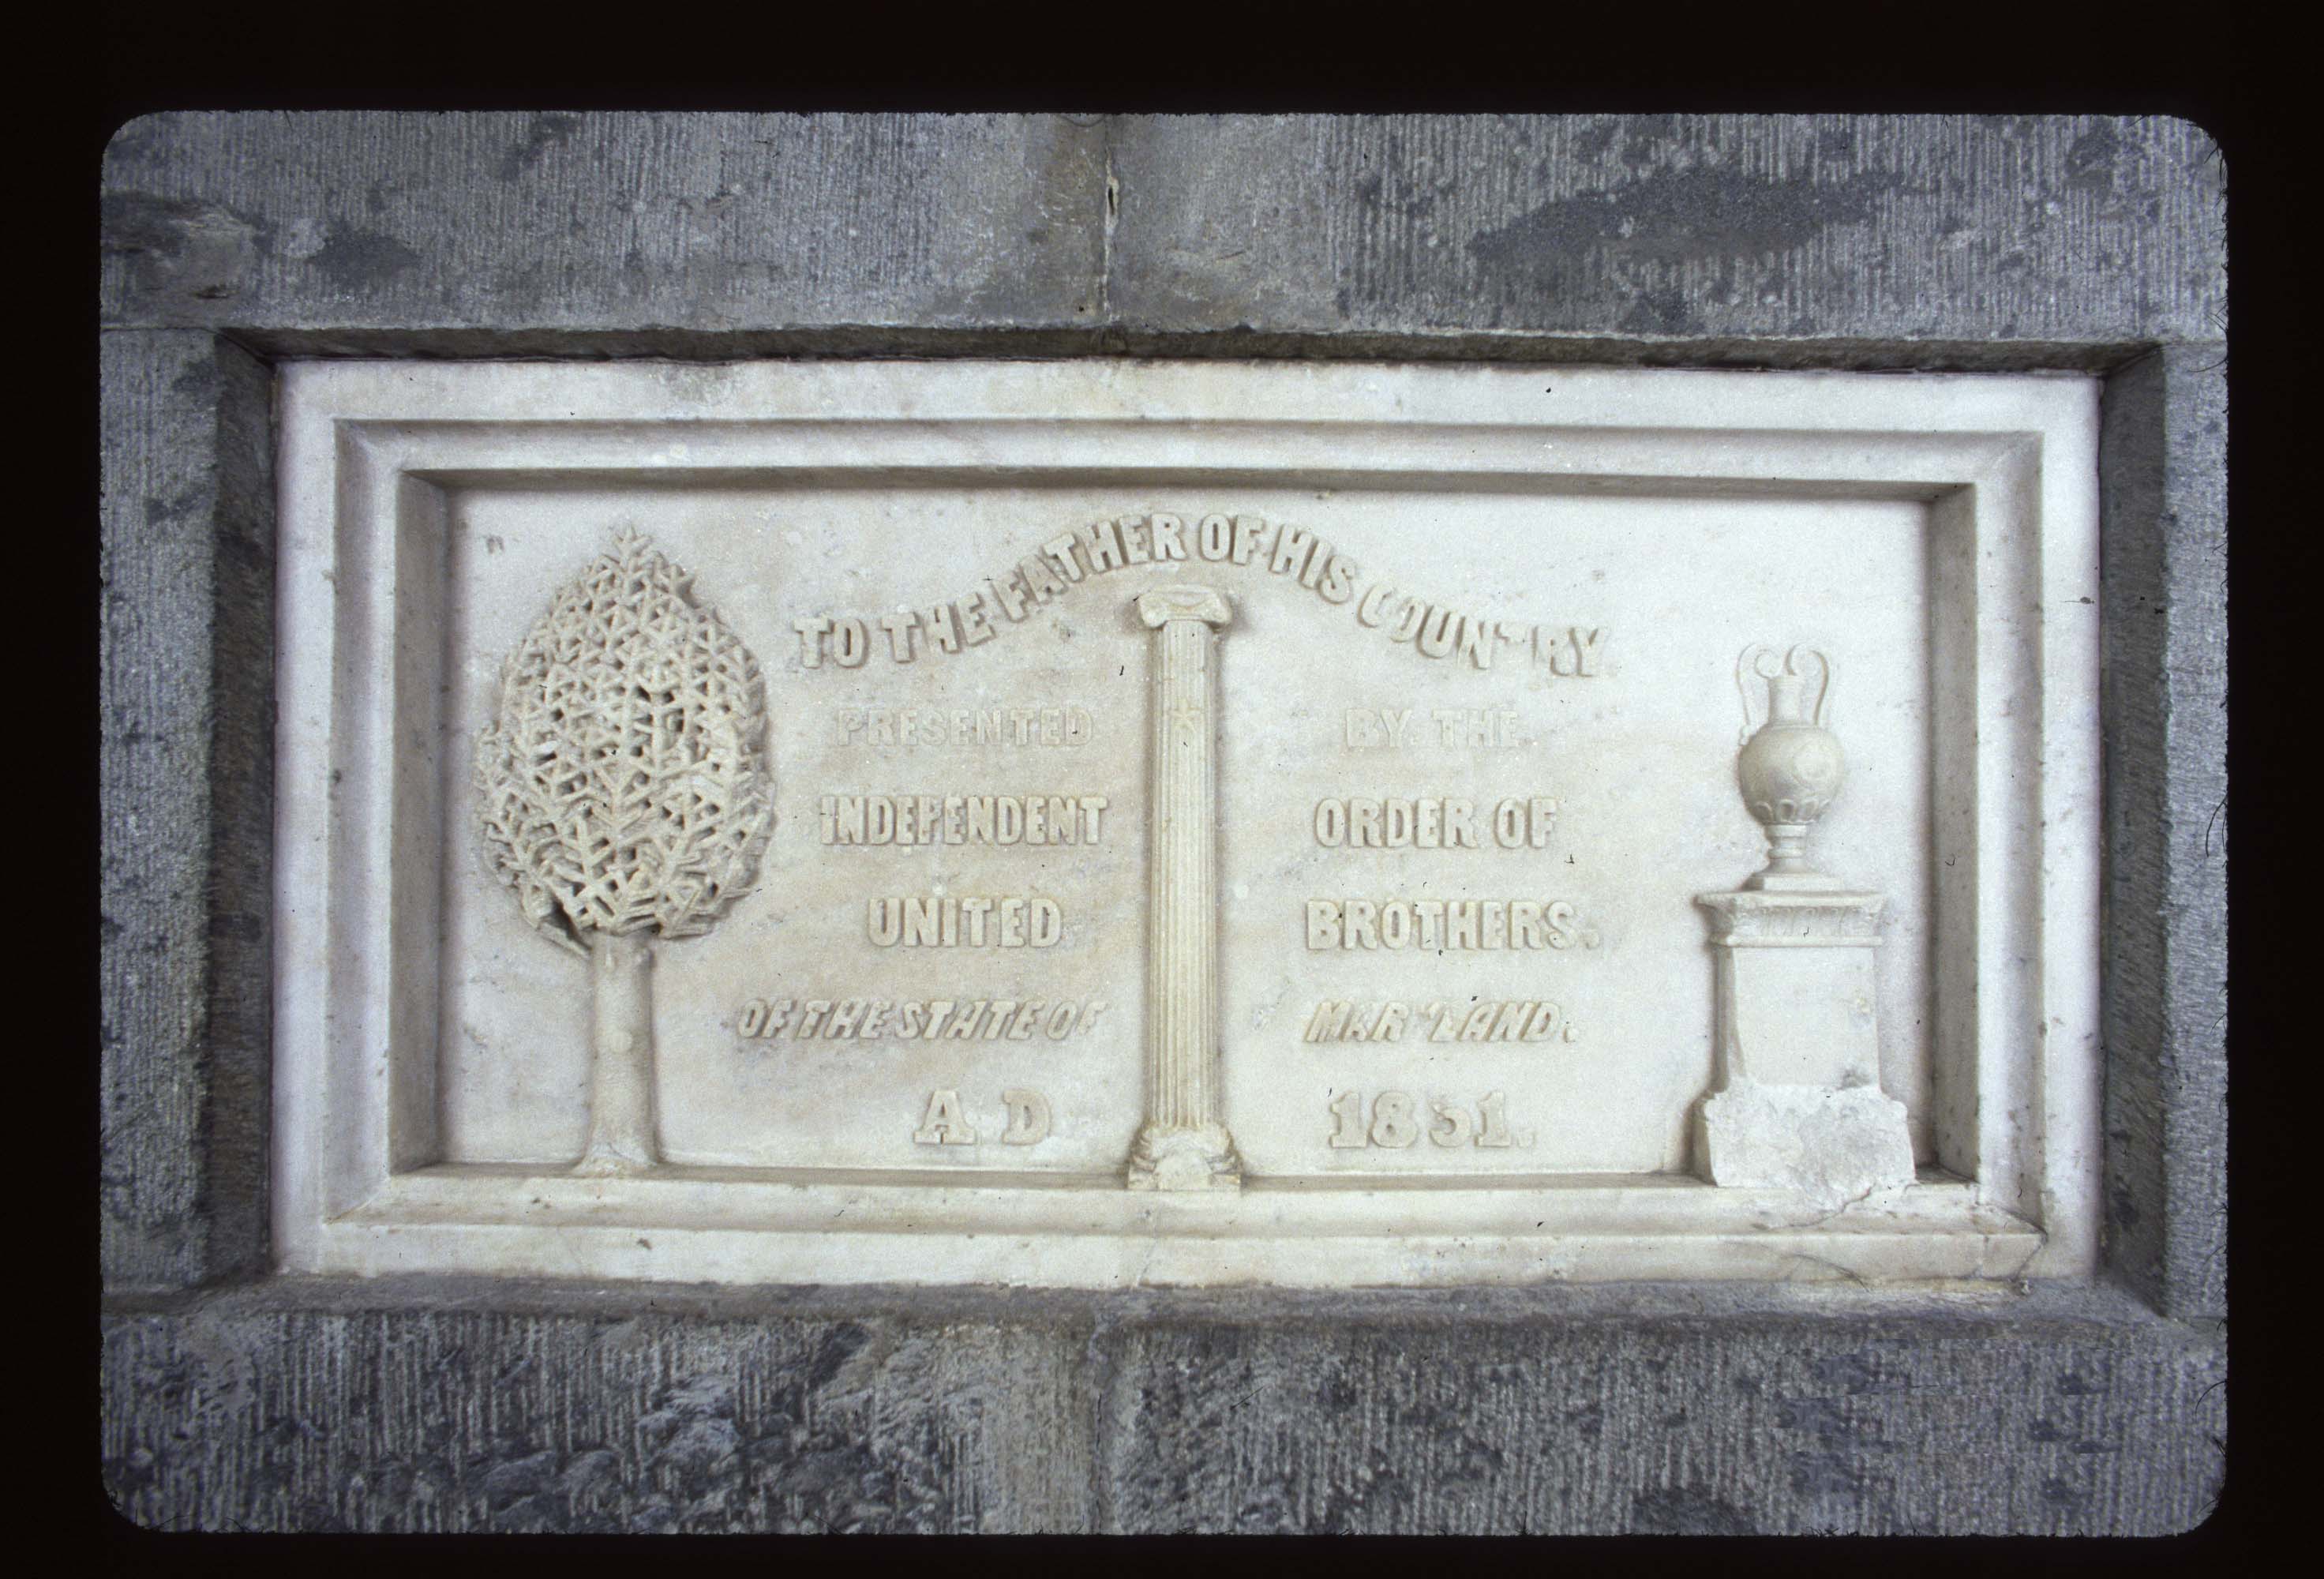 TO THE FATHER OF HIS COUNTRY
PRESENTED BY THE
INDEPENDENT ORDER OF
UNITED BROTHERS.
OF THE STATE OF MARYLAND.
A D 1851.